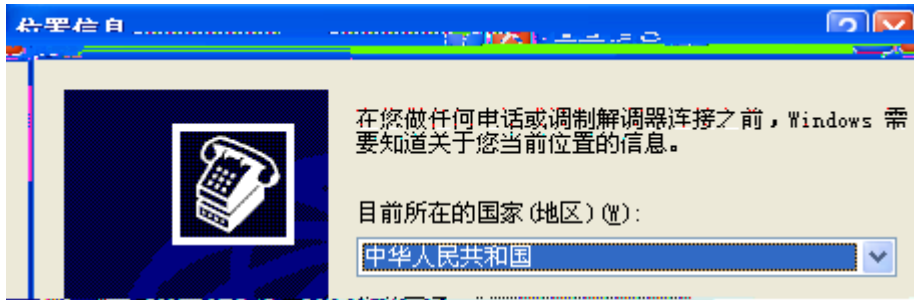 位置信息
在您做任何电话或调制解调器连接之前，Windows 需
要知道关于您当前位置的信息。
目前所在的国家(地区)(W):
中华人民共和国